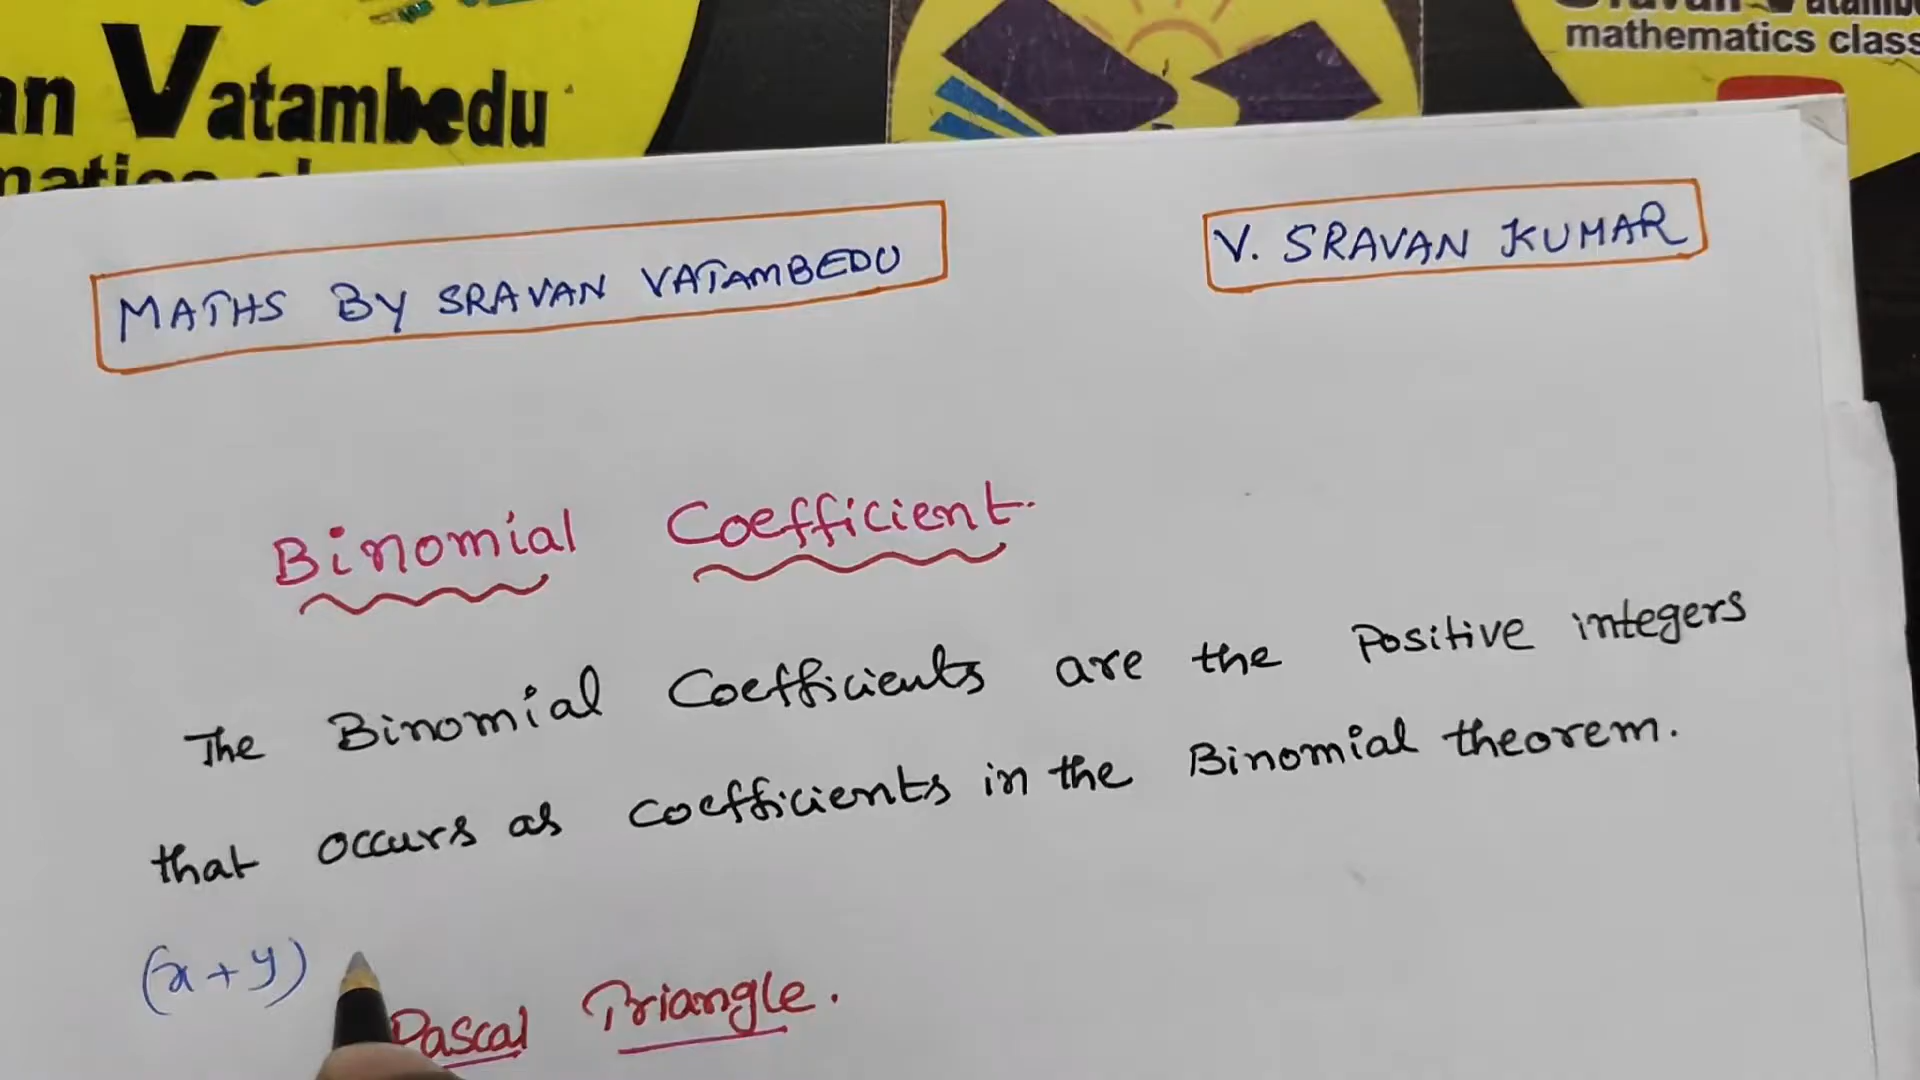 an Vatambedu
mathematics class
MATHS BY SRAVAN VATAMBEDU
V. SRAVAN KUMAR
Binomial Coefficient.
The Binomial Coefficients are the Positive integers
that occurs as coefficients in the Binomial theorem.
(x+y)
Pascal Triangle.